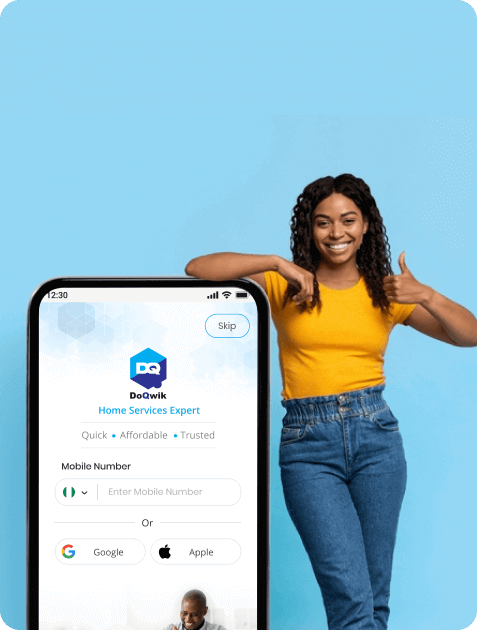 12:30
Skip
DQ
DoQwik
Home Services Expert
Quick • Affordable • Trusted
Mobile Number
Enter Mobile Number
Or
Google
Apple